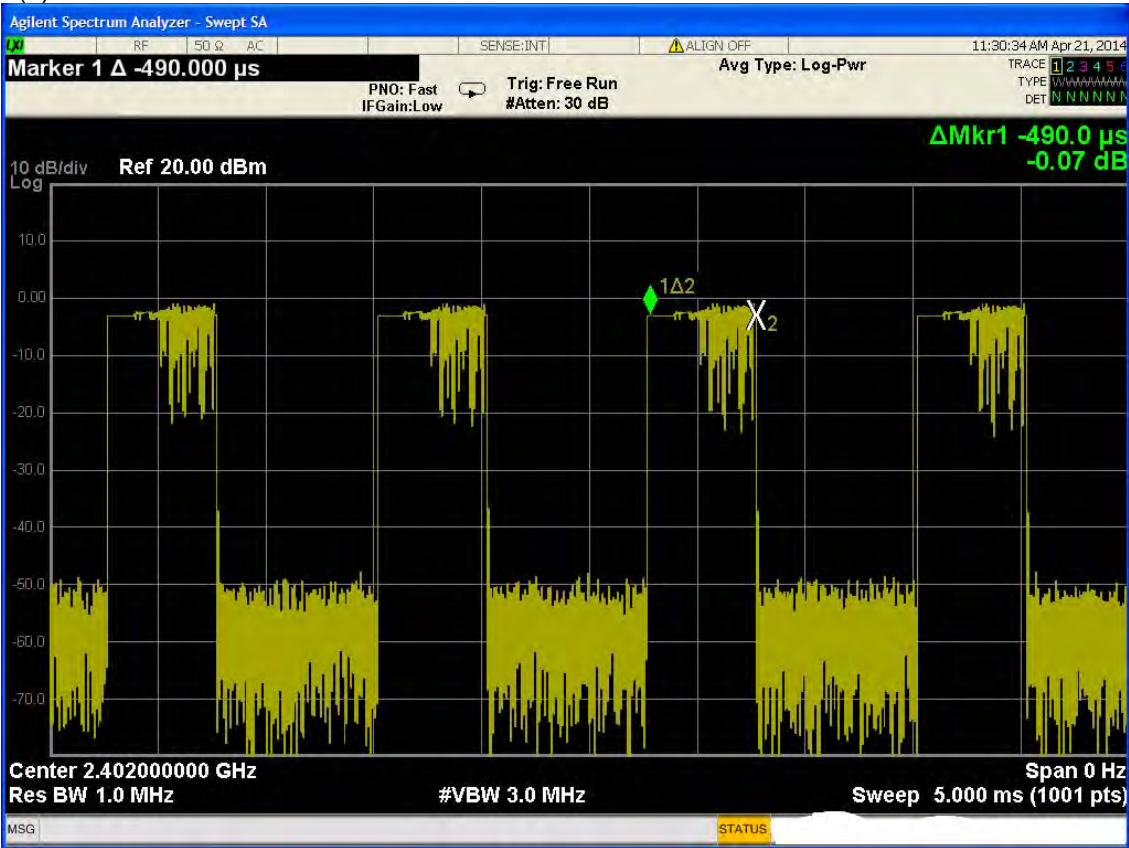 Agilent Spectrum Analyzer - Swept SA
LXI RF 50 Ω AC SENSE:INT ALIGN OFF 11:30:34 AM Apr 21, 2014
Marker 1 Δ -490.000 µs
PNO: Fast
IFGain:Low
Trig: Free Run
#Atten: 30 dB
Avg Type: Log-Pwr
TRACE 1 2 3 4 5 6
TYPE WWWWWW
DET N N N N N N
ΔMkr1 -490.0 µs
-0.07 dB
10 dB/div Ref 20.00 dBm
Log
10.0
0.00
1Δ2
2
-10.0
-20.0
-30.0
-40.0
-50.0
-60.0
-70.0
Center 2.402000000 GHz Span 0 Hz
Res BW 1.0 MHz #VBW 3.0 MHz Sweep 5.000 ms (1001 pts)
MSG STATUS